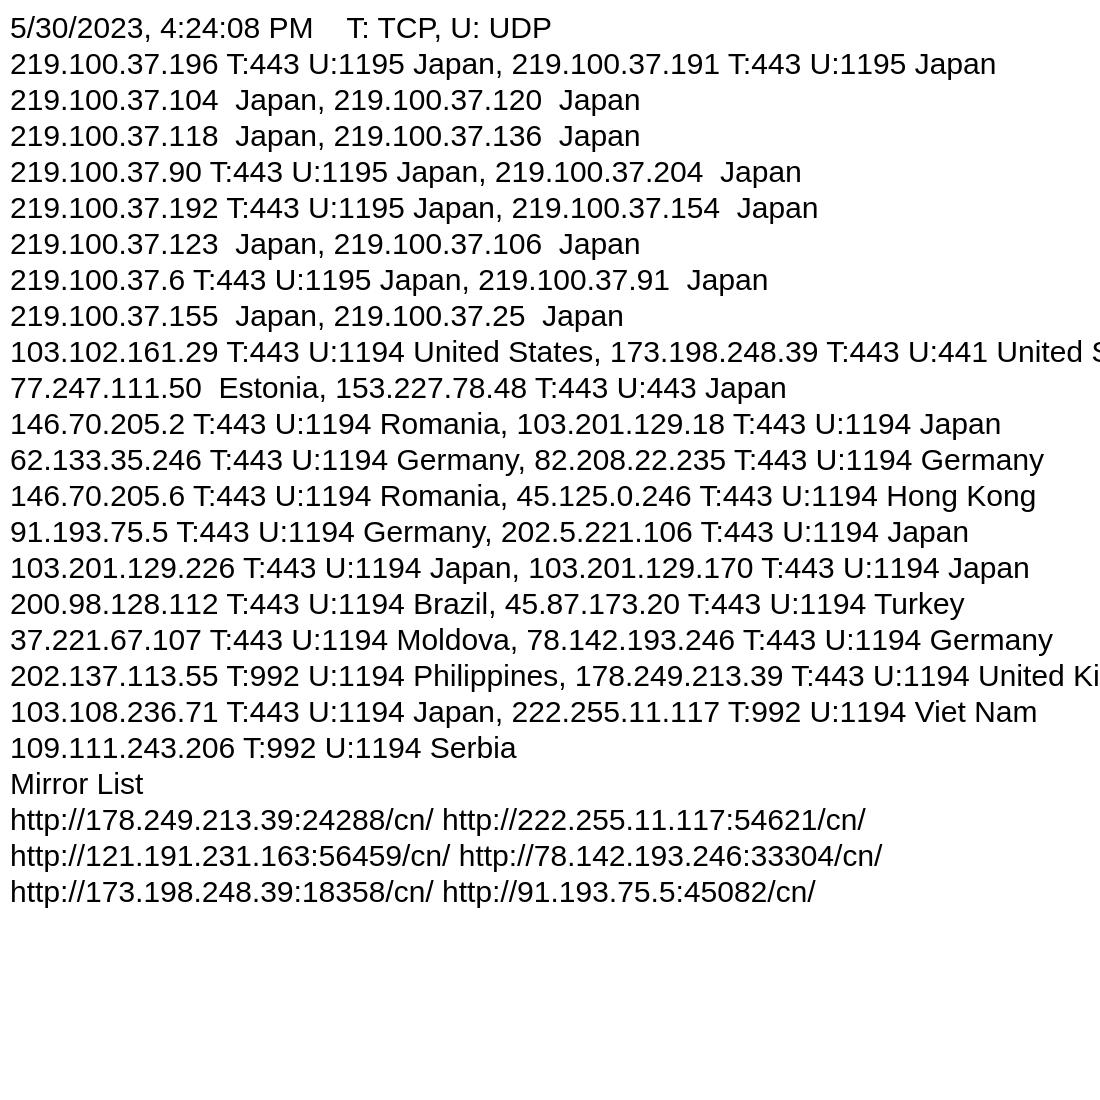 5/30/2023, 4:24:08 PM    T: TCP, U: UDP
219.100.37.196 T:443 U:1195 Japan, 219.100.37.191 T:443 U:1195 Japan
219.100.37.104  Japan, 219.100.37.120  Japan
219.100.37.118  Japan, 219.100.37.136  Japan
219.100.37.90 T:443 U:1195 Japan, 219.100.37.204  Japan
219.100.37.192 T:443 U:1195 Japan, 219.100.37.154  Japan
219.100.37.123  Japan, 219.100.37.106  Japan
219.100.37.6 T:443 U:1195 Japan, 219.100.37.91  Japan
219.100.37.155  Japan, 219.100.37.25  Japan
103.102.161.29 T:443 U:1194 United States, 173.198.248.39 T:443 U:441 United S
77.247.111.50  Estonia, 153.227.78.48 T:443 U:443 Japan
146.70.205.2 T:443 U:1194 Romania, 103.201.129.18 T:443 U:1194 Japan
62.133.35.246 T:443 U:1194 Germany, 82.208.22.235 T:443 U:1194 Germany
146.70.205.6 T:443 U:1194 Romania, 45.125.0.246 T:443 U:1194 Hong Kong
91.193.75.5 T:443 U:1194 Germany, 202.5.221.106 T:443 U:1194 Japan
103.201.129.226 T:443 U:1194 Japan, 103.201.129.170 T:443 U:1194 Japan
200.98.128.112 T:443 U:1194 Brazil, 45.87.173.20 T:443 U:1194 Turkey
37.221.67.107 T:443 U:1194 Moldova, 78.142.193.246 T:443 U:1194 Germany
202.137.113.55 T:992 U:1194 Philippines, 178.249.213.39 T:443 U:1194 United Ki
103.108.236.71 T:443 U:1194 Japan, 222.255.11.117 T:992 U:1194 Viet Nam
109.111.243.206 T:992 U:1194 Serbia
Mirror List
http://178.249.213.39:24288/cn/ http://222.255.11.117:54621/cn/
http://121.191.231.163:56459/cn/ http://78.142.193.246:33304/cn/
http://173.198.248.39:18358/cn/ http://91.193.75.5:45082/cn/